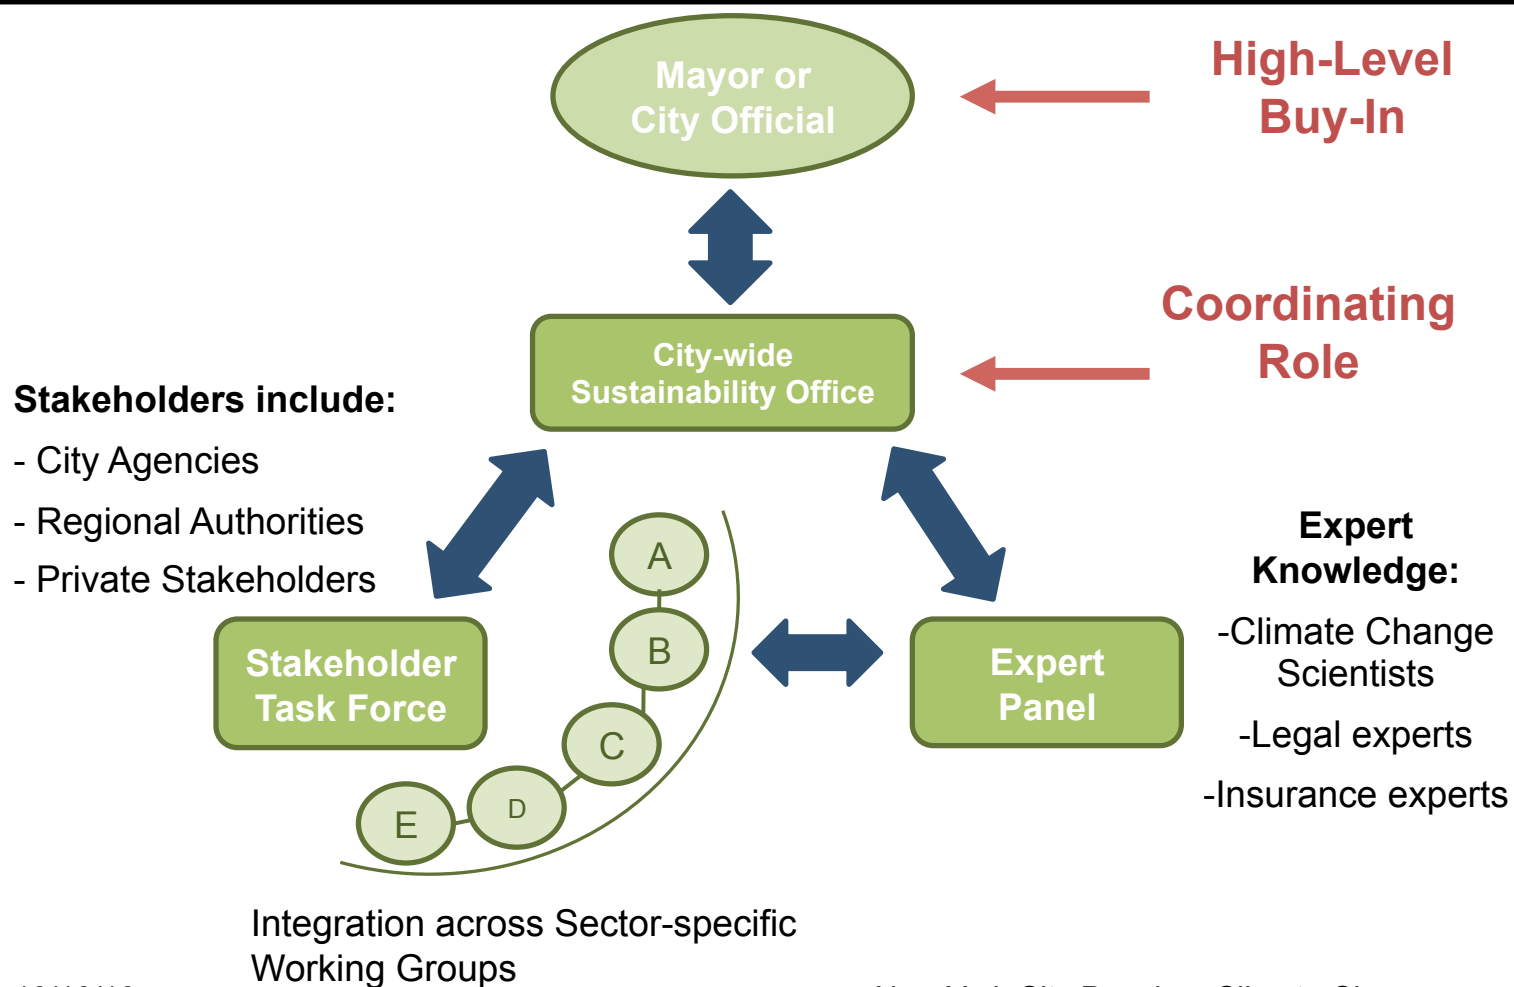 Mayor or
City Official
High-Level
Buy-In
City-wide
Sustainability Office
Coordinating
Role
Stakeholders include:
- City Agencies
- Regional Authorities
- Private Stakeholders
Stakeholder
Task Force
A
B
C
D
E
Expert
Panel
Expert
Knowledge:
-Climate Change
Scientists
-Legal experts
-Insurance experts
Integration across Sector-specific
Working Groups